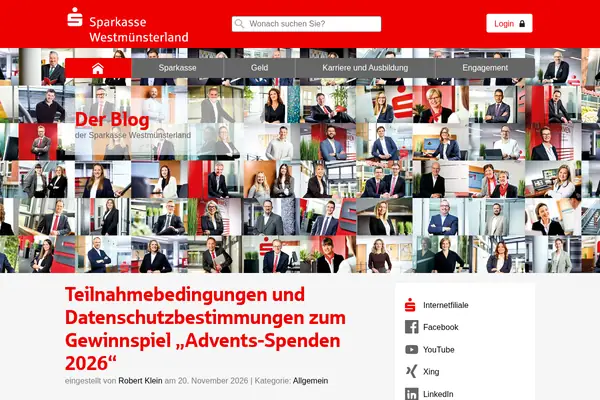 Sparkasse
Westmünsterland
Wonach suchen Sie?
Login
Sparkasse
Geld
Karriere und Ausbildung
Engagement
Der Blog
der Sparkasse Westmünsterland
Teilnahmebedingungen und
Datenschutzbestimmungen zum
Gewinnspiel „Advents-Spenden
2026“
eingestellt von Robert Klein am 20. November 2026 | Kategorie: Allgemein
Internetfiliale
Facebook
YouTube
Xing
LinkedIn